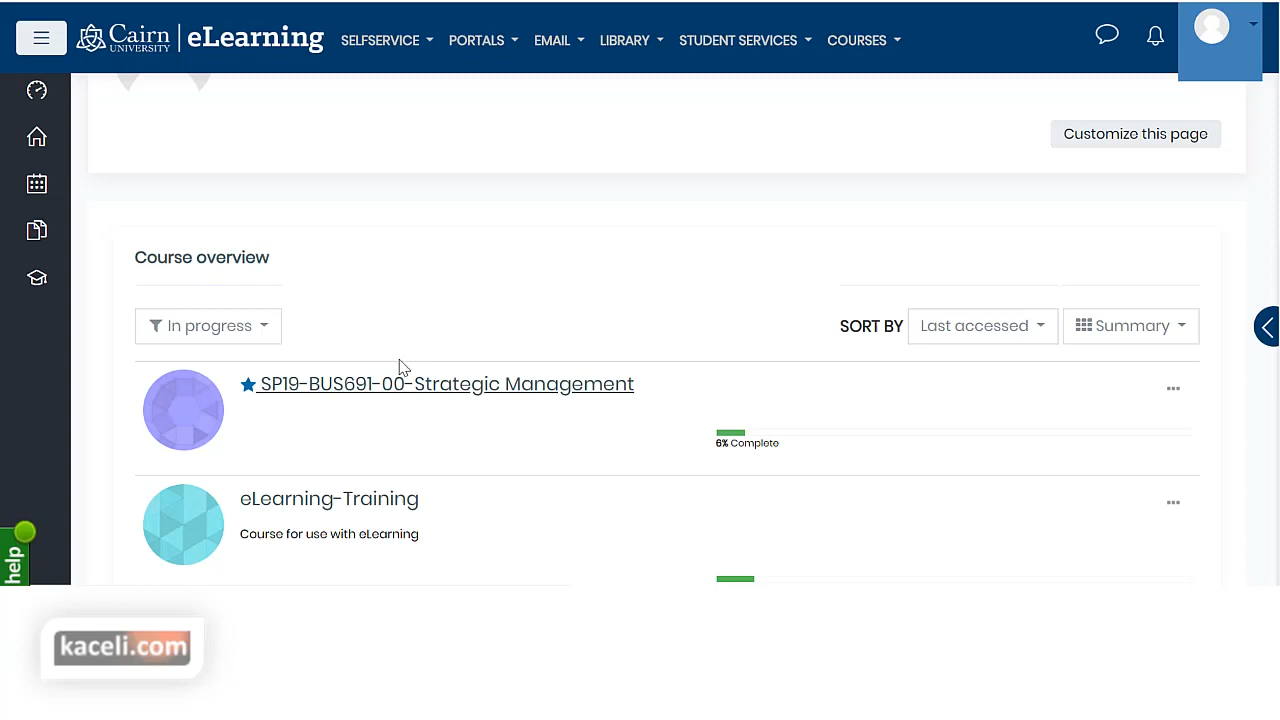 Cairn UNIVERSITY eLearning SELFSERVICE PORTALS EMAIL LIBRARY STUDENT SERVICES COURSES
Customize this page
Course overview
In progress SORT BY Last accessed Summary
SP19-BUS691-00-Strategic Management
6% Complete
eLearning-Training
Course for use with eLearning
help
kaceli.com